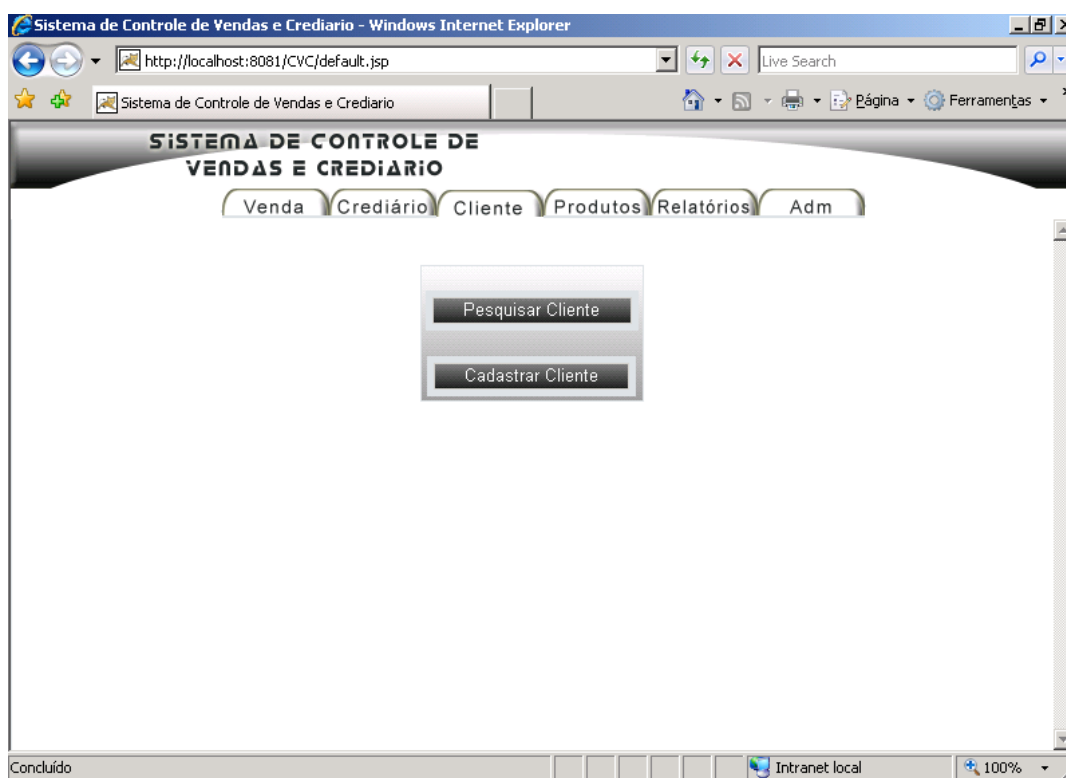 Sistema de Controle de Vendas e Crediario - Windows Internet Explorer
http://localhost:8081/CVC/default.jsp
Live Search
Sistema de Controle de Vendas e Crediario
Página
Ferramentas
SISTEMA DE CONTROLE DE
VENDAS E CREDIARIO
Venda Crediário Cliente Produtos Relatórios Adm
Pesquisar Cliente
Cadastrar Cliente
Concluído
Intranet local
100%